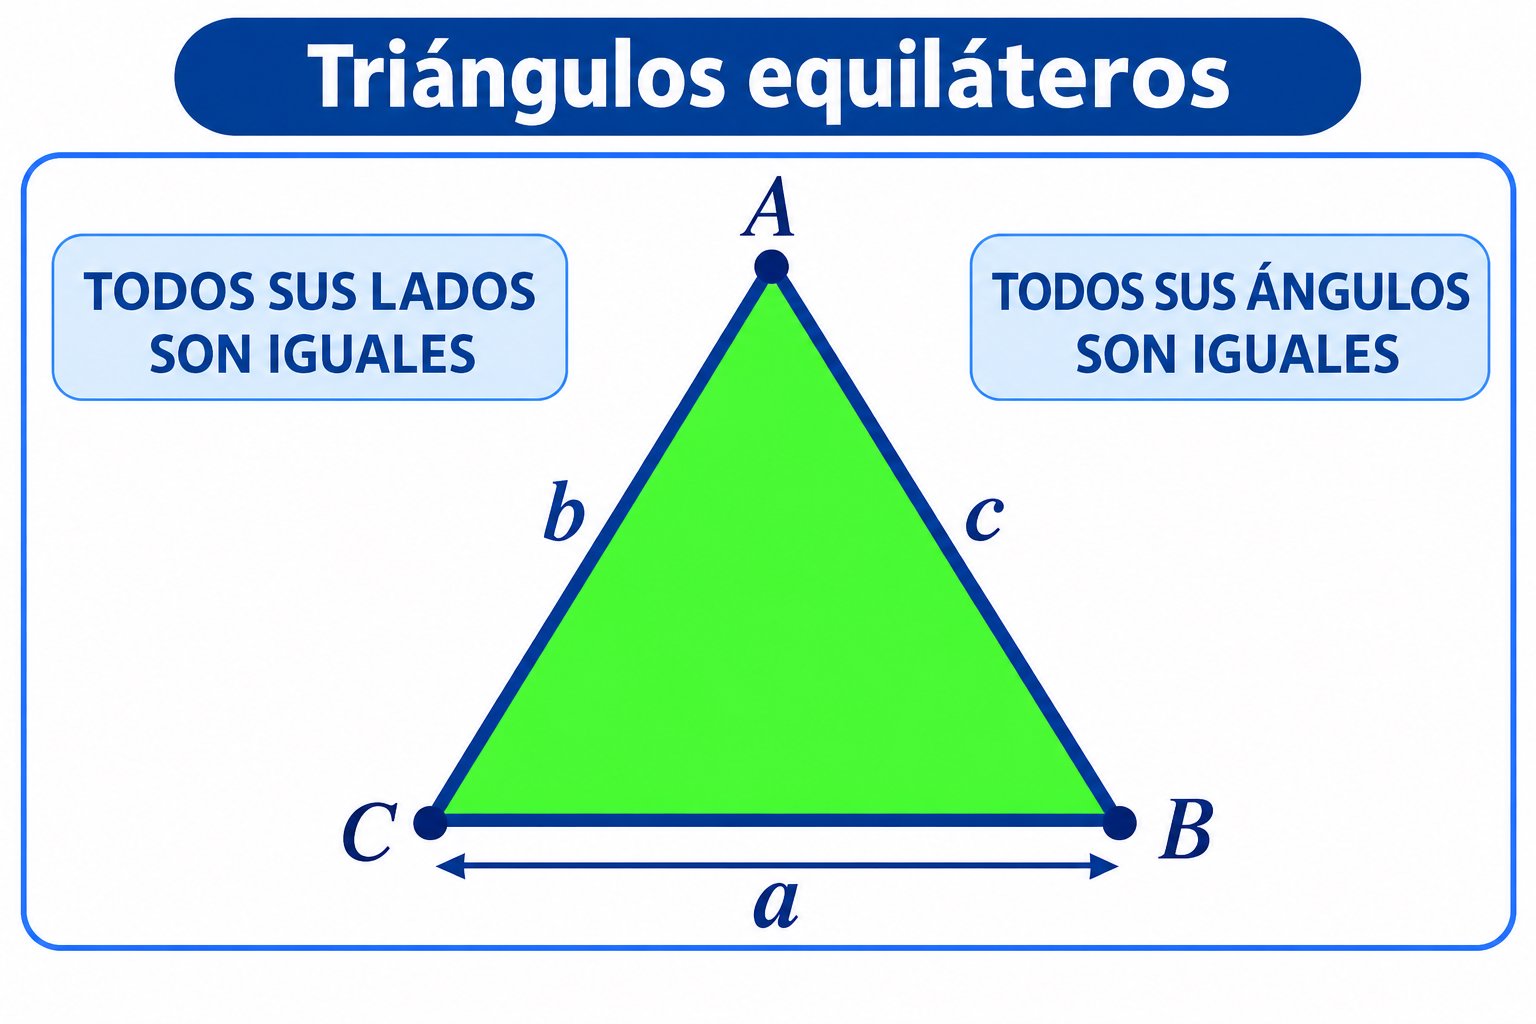 Triángulos equiláteros
A
TODOS SUS LADOS
SON IGUALES
TODOS SUS ÁNGULOS
SON IGUALES
b
c
C
B
a